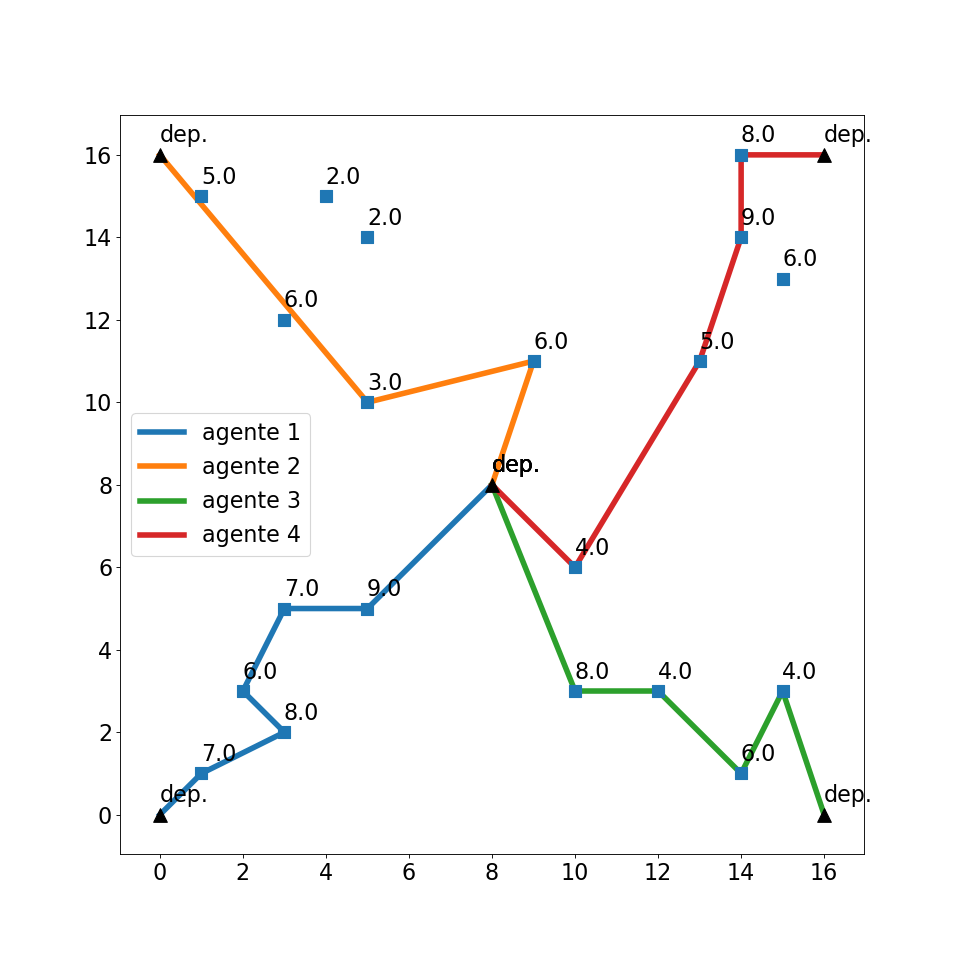 dep. 8.0 dep.
16
5.0 2.0
2.0 9.0
14
6.0
6.0
12
6.0 5.0
3.0
10
agente 1
agente 2
agente 3
agente 4
dep.
8
4.0
6
7.0 9.0
4
6.0 8.0 4.0 4.0
8.0
2
7.0 6.0
dep. dep.
0
0 2 4 6 8 10 12 14 16